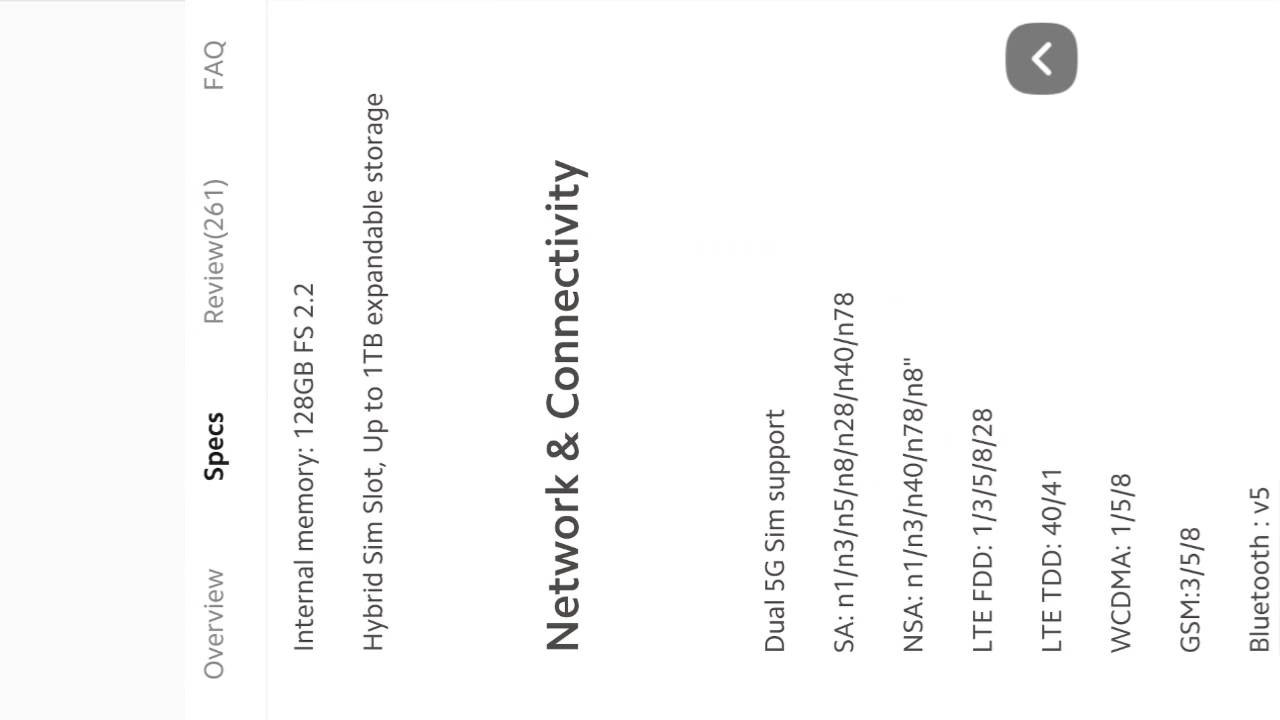 Overview Specs Review(261) FAQ
Internal memory: 128GB FS 2.2
Hybrid Sim Slot, Up to 1TB expandable storage
Network & Connectivity
Dual 5G Sim support
SA: n1/n3/n5/n8/n28/n40/n78
NSA: n1/n3/n40/n78/n8"
LTE FDD: 1/3/5/8/28
LTE TDD: 40/41
WCDMA: 1/5/8
GSM:3/5/8
Bluetooth : v5